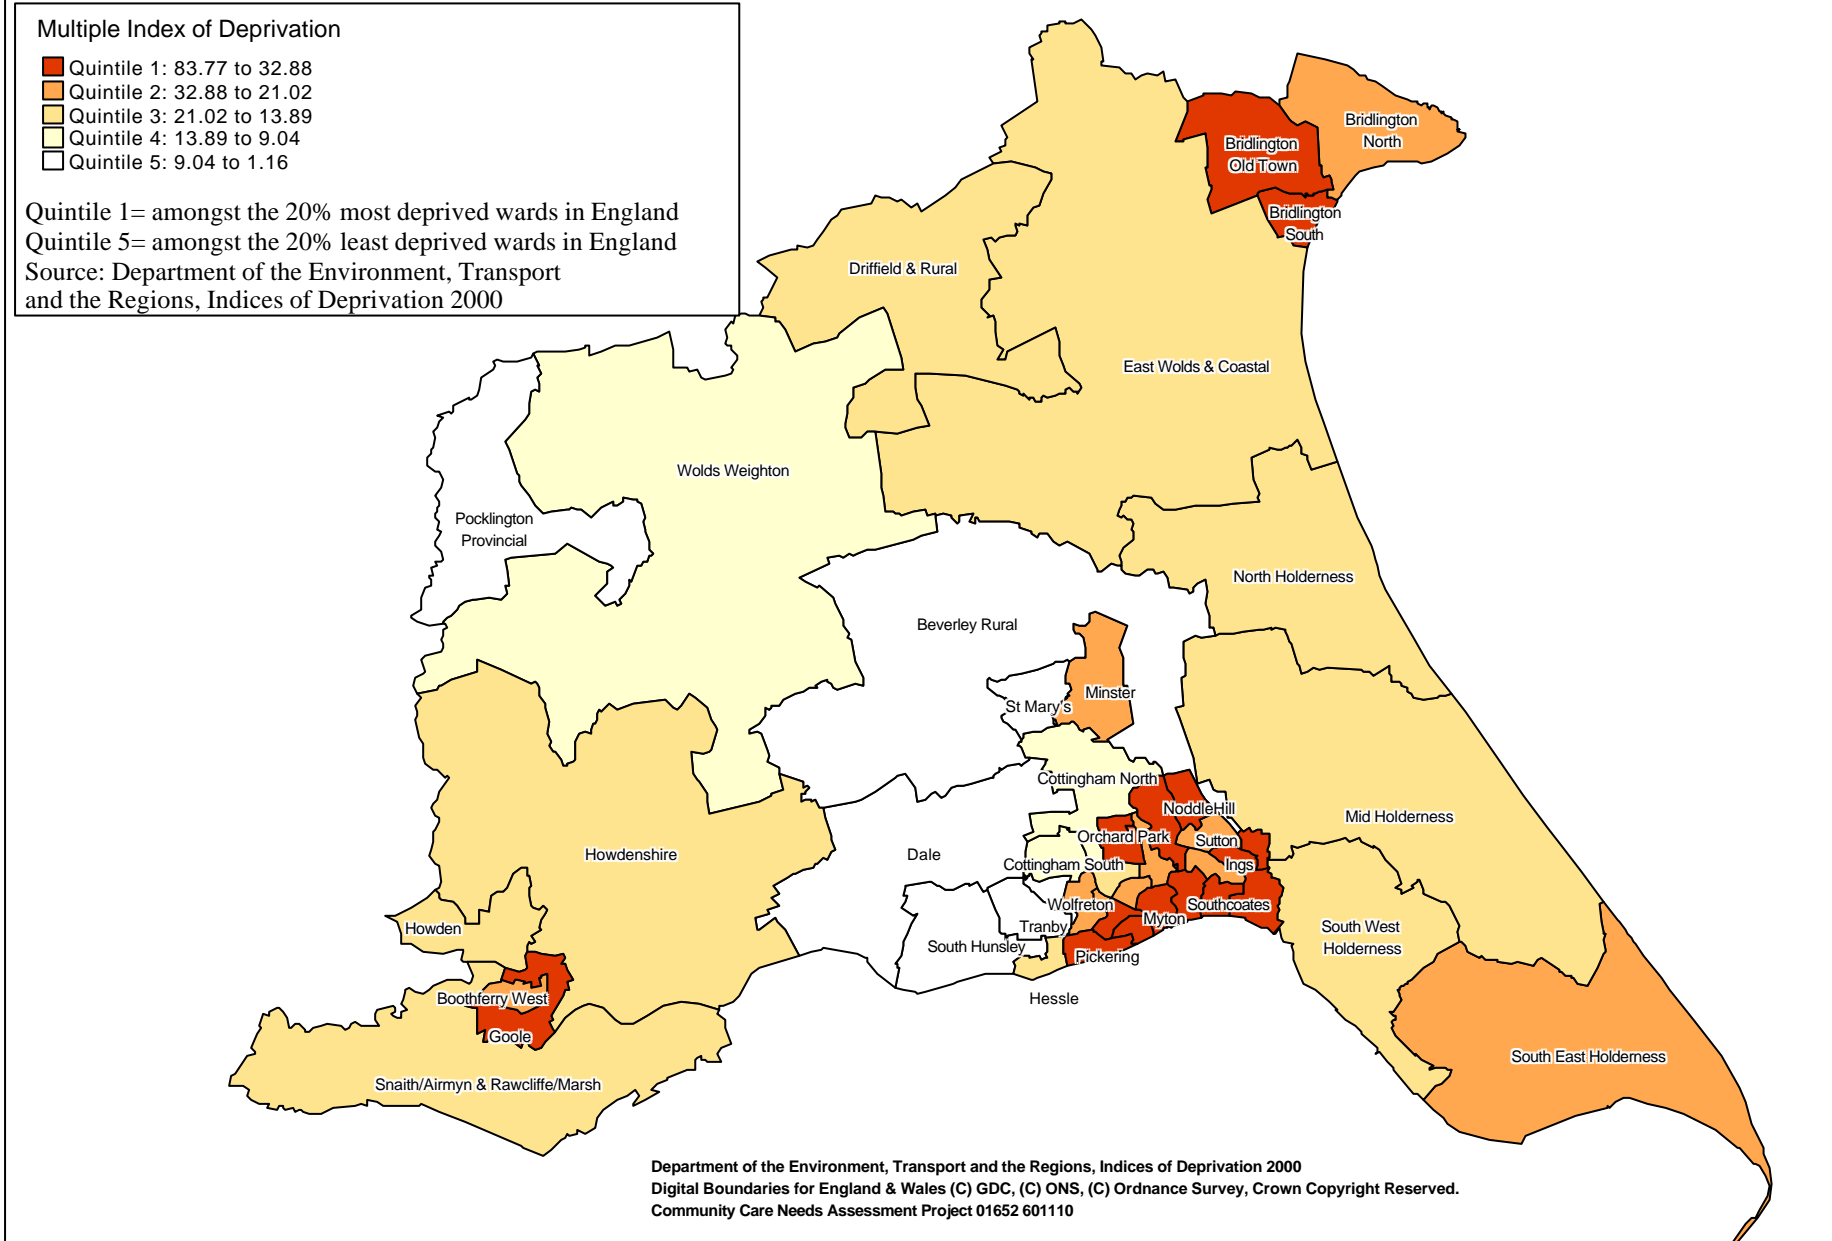 Multiple Index of Deprivation
Quintile 1: 83.77 to 32.88
Quintile 2: 32.88 to 21.02
Quintile 3: 21.02 to 13.89
Quintile 4: 13.89 to 9.04
Quintile 5: 9.04 to 1.16
Quintile 1= amongst the 20% most deprived wards in England
Quintile 5= amongst the 20% least deprived wards in England
Source: Department of the Environment, Transport
and the Regions, Indices of Deprivation 2000
Bridlington
North
Bridlington
Old Town
Bridlington
South
Driffield & Rural
East Wolds & Coastal
Wolds Weighton
Pocklington
Provincial
North Holderness
Beverley Rural
Minster
St Mary's
Cottingham North
NoddleHill
Mid Holderness
Orchard Park
Sutton
Howdenshire
Dale
Cottingham South
Ings
Wolfreton
Southcoates
Myton
Howden
Tranby
South West
Holderness
South Hunsley
Pickering
Boothferry West
Hessle
Goole
South East Holderness
Snaith/Airmyn & Rawcliffe/Marsh
Department of the Environment, Transport and the Regions, Indices of Deprivation 2000
Digital Boundaries for England & Wales (C) GDC, (C) ONS, (C) Ordnance Survey, Crown Copyright Reserved.
Community Care Needs Assessment Project 01652 601110